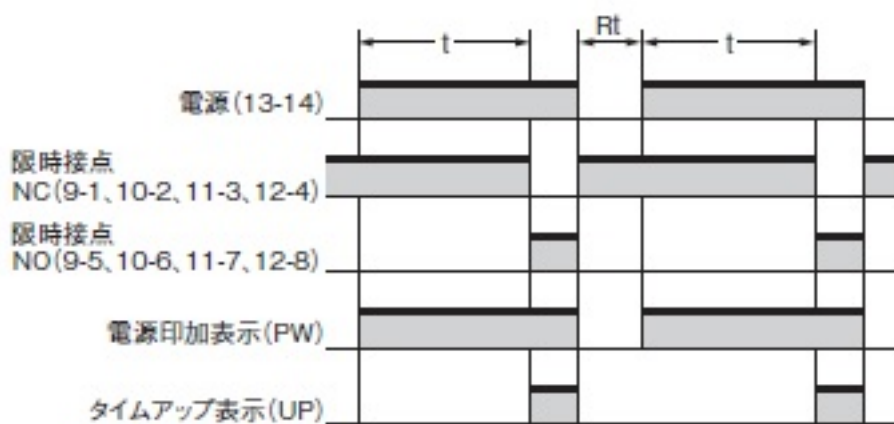 t Rt t
電源(13-14)
限時接点
NC(9-1、10-2、11-3、12-4)
限時接点
NO(9-5、10-6、11-7、12-8)
電源印加表示(PW)
タイムアップ表示(UP)